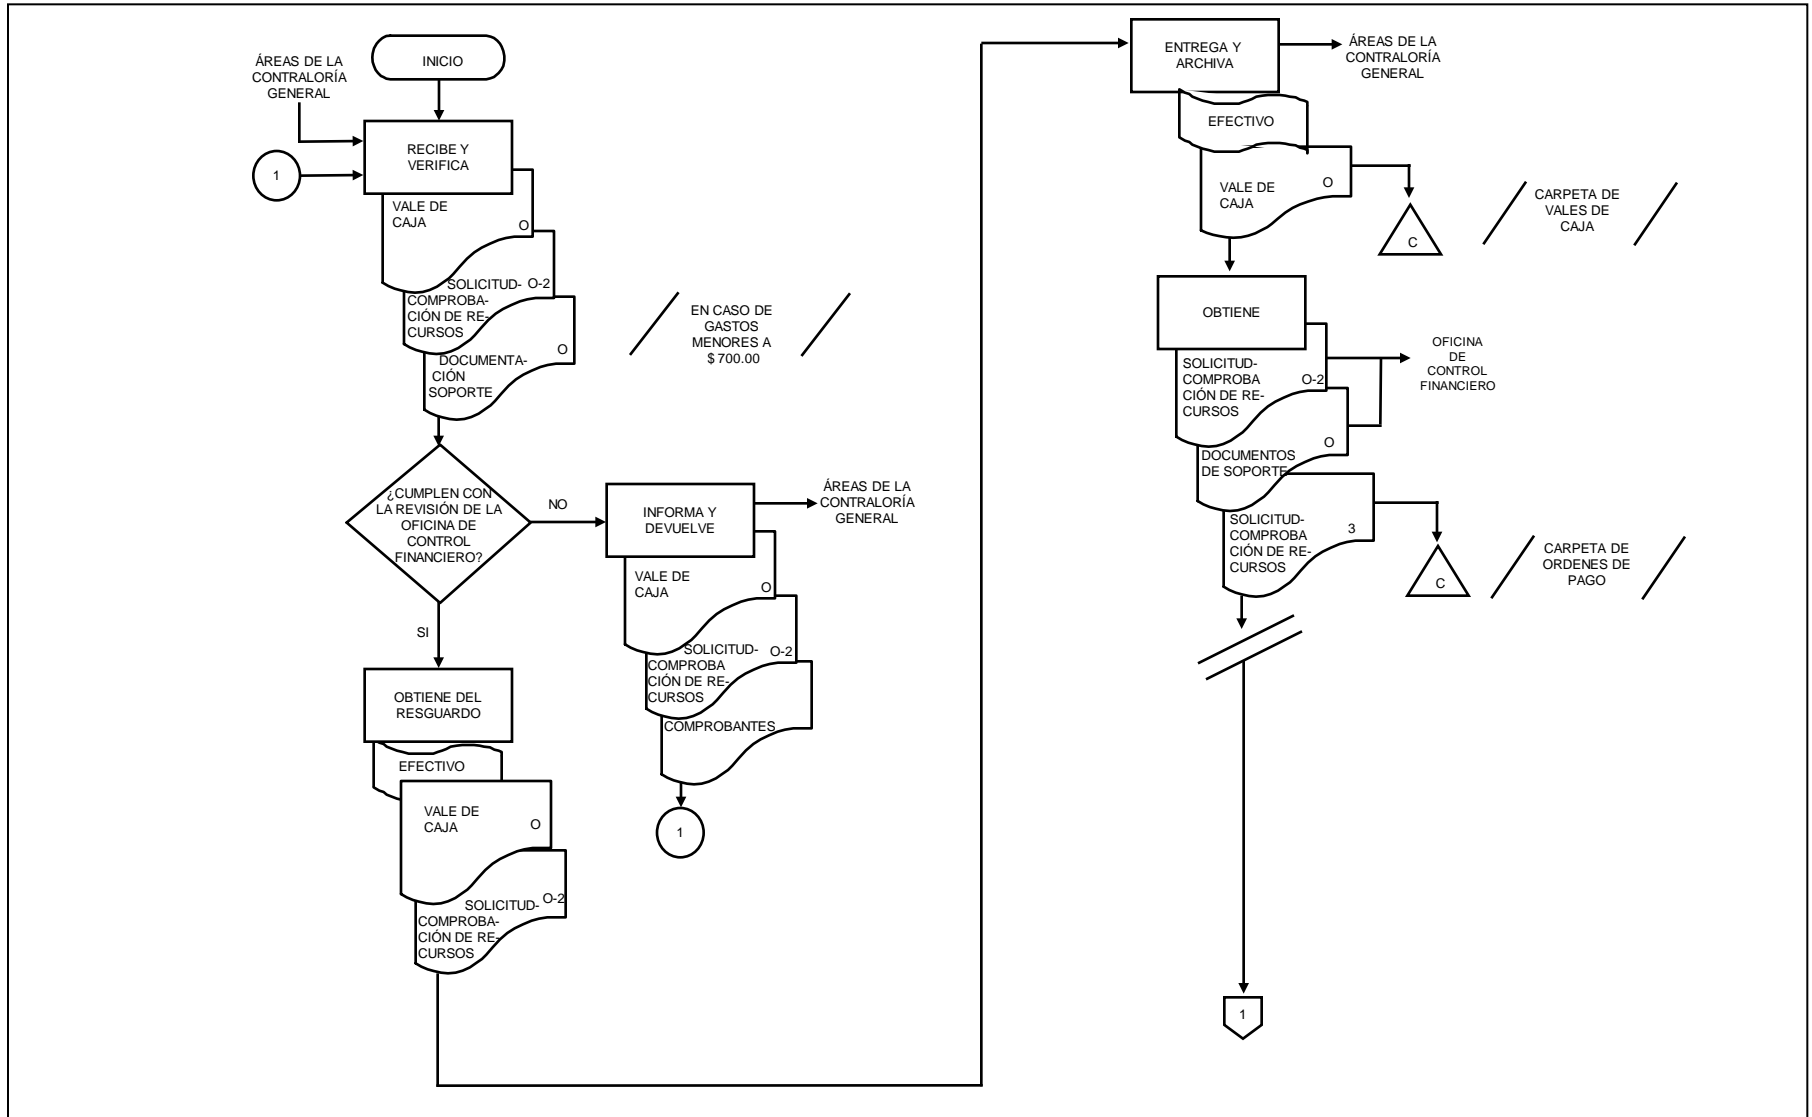 INICIO
ÁREAS DE LA
CONTRALORÍA
GENERAL
RECIBE Y
VERIFICA
1
VALE DE
CAJA
O
SOLICITUD- O-2
COMPROBA-
CIÓN DE RE-
CURSOS
O
DOCUMENTA-
CIÓN
SOPORTE
EN CASO DE
GASTOS
MENORES A
$ 700.00
¿CUMPLEN CON
LA REVISIÓN DE LA
OFICINA DE
CONTROL
FINANCIERO?
NO
INFORMA Y
DEVUELVE
ÁREAS DE LA
CONTRALORÍA
GENERAL
VALE DE
CAJA
O
SOLICITUD- O-2
COMPROBA
CIÓN DE RE-
CURSOS
COMPROBANTES
1
SI
OBTIENE DEL
RESGUARDO
EFECTIVO
VALE DE
CAJA
O
SOLICITUD- O-2
COMPROBA-
CIÓN DE RE-
CURSOS
ENTREGA Y
ARCHIVA
ÁREAS DE LA
CONTRALORÍA
GENERAL
EFECTIVO
VALE DE
CAJA
O
C
CARPETA DE
VALES DE
CAJA
OBTIENE
SOLICITUD-
COMPROBA
CIÓN DE RE-
CURSOS
O-2
OFICINA
DE
CONTROL
FINANCIERO
O
DOCUMENTOS
DE SOPORTE
SOLICITUD-
COMPROBA
CIÓN DE RE-
CURSOS
3
C
CARPETA DE
ORDENES DE
PAGO
1